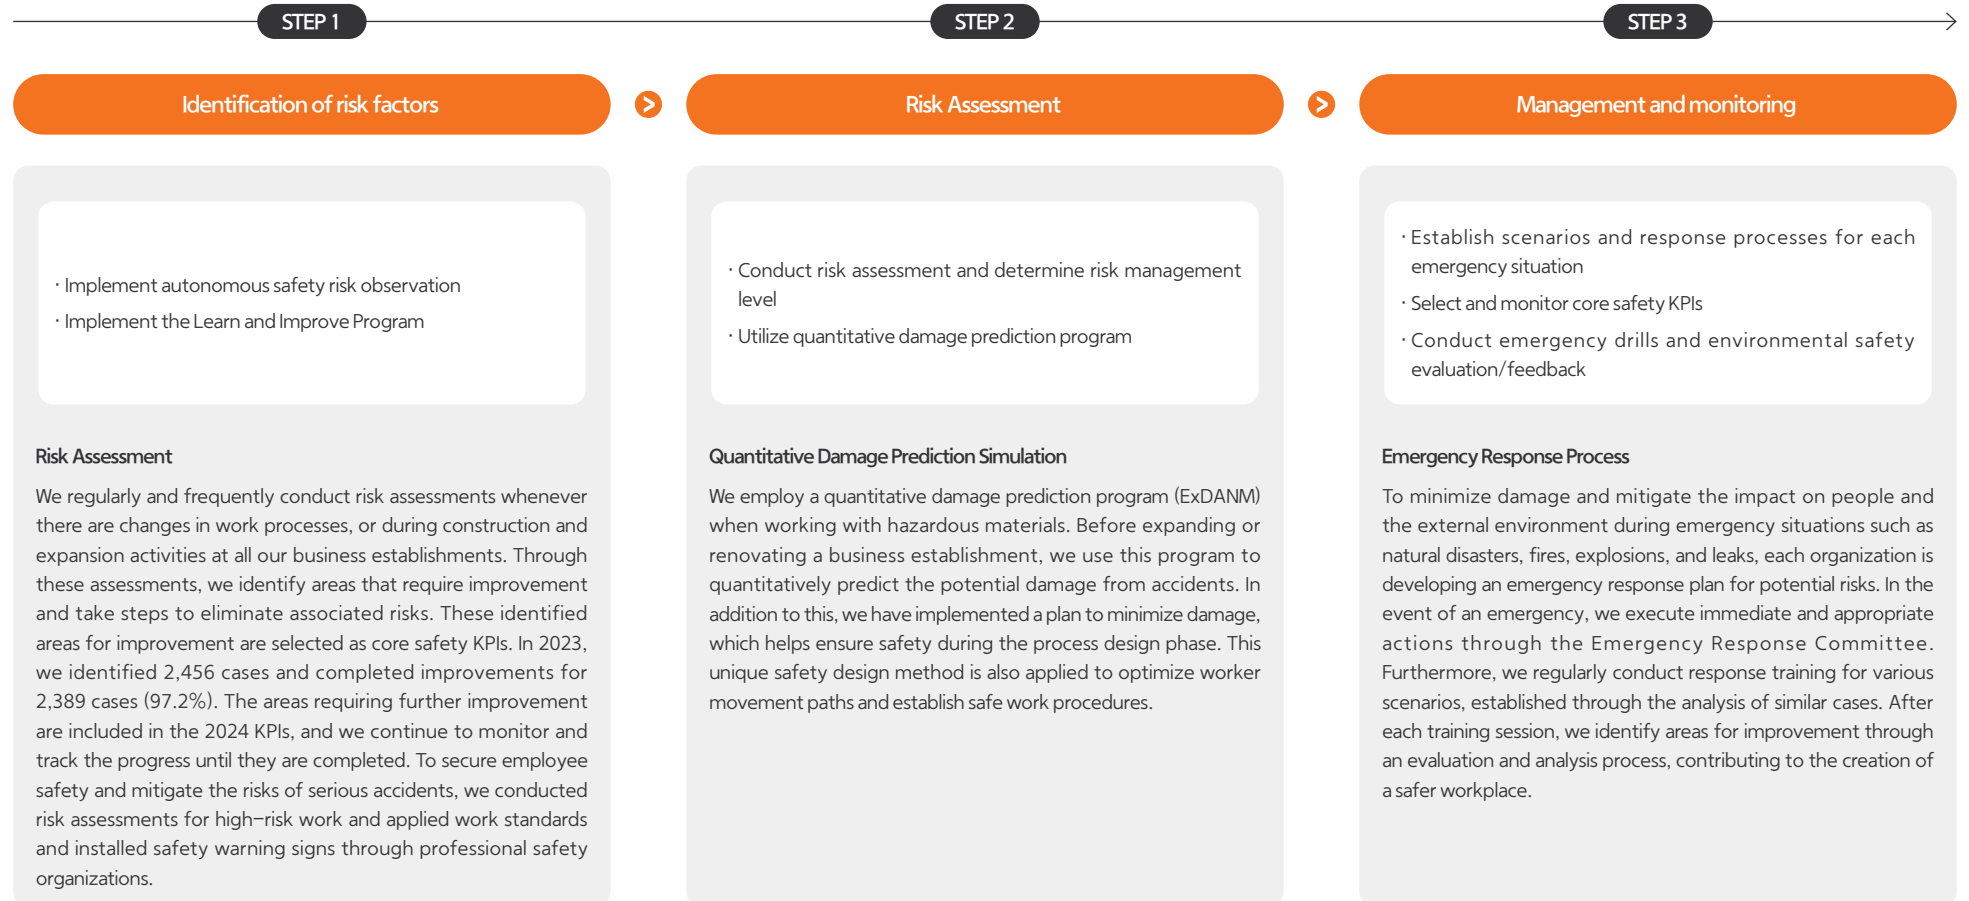 STEP 1
STEP 2
STEP 3
Identification of risk factors
Risk Assessment
Management and monitoring
· Implement autonomous safety risk observation
· Implement the Learn and Improve Program
Risk Assessment
We regularly and frequently conduct risk assessments whenever
there are changes in work processes, or during construction and
expansion activities at all our business establishments. Through
these assessments, we identify areas that require improvement
and take steps to eliminate associated risks. These identified
areas for improvement are selected as core safety KPIs. In 2023,
we identified 2,456 cases and completed improvements for
2,389 cases (97.2%). The areas requiring further improvement
are included in the 2024 KPIs, and we continue to monitor and
track the progress until they are completed. To secure employee
safety and mitigate the risks of serious accidents, we conducted
risk assessments for high-risk work and applied work standards
and installed safety warning signs through professional safety
organizations.
· Conduct risk assessment and determine risk management
level
· Utilize quantitative damage prediction program
Quantitative Damage Prediction Simulation
We employ a quantitative damage prediction program (ExDANM)
when working with hazardous materials. Before expanding or
renovating a business establishment, we use this program to
quantitatively predict the potential damage from accidents. In
addition to this, we have implemented a plan to minimize damage,
which helps ensure safety during the process design phase. This
unique safety design method is also applied to optimize worker
movement paths and establish safe work procedures.
· Establish scenarios and response processes for each
emergency situation
· Select and monitor core safety KPIs
· Conduct emergency drills and environmental safety
evaluation/feedback
Emergency Response Process
To minimize damage and mitigate the impact on people and
the external environment during emergency situations such as
natural disasters, fires, explosions, and leaks, each organization is
developing an emergency response plan for potential risks. In the
event of an emergency, we execute immediate and appropriate
actions through the Emergency Response Committee.
Furthermore, we regularly conduct response training for various
scenarios, established through the analysis of similar cases. After
each training session, we identify areas for improvement through
an evaluation and analysis process, contributing to the creation of
a safer workplace.